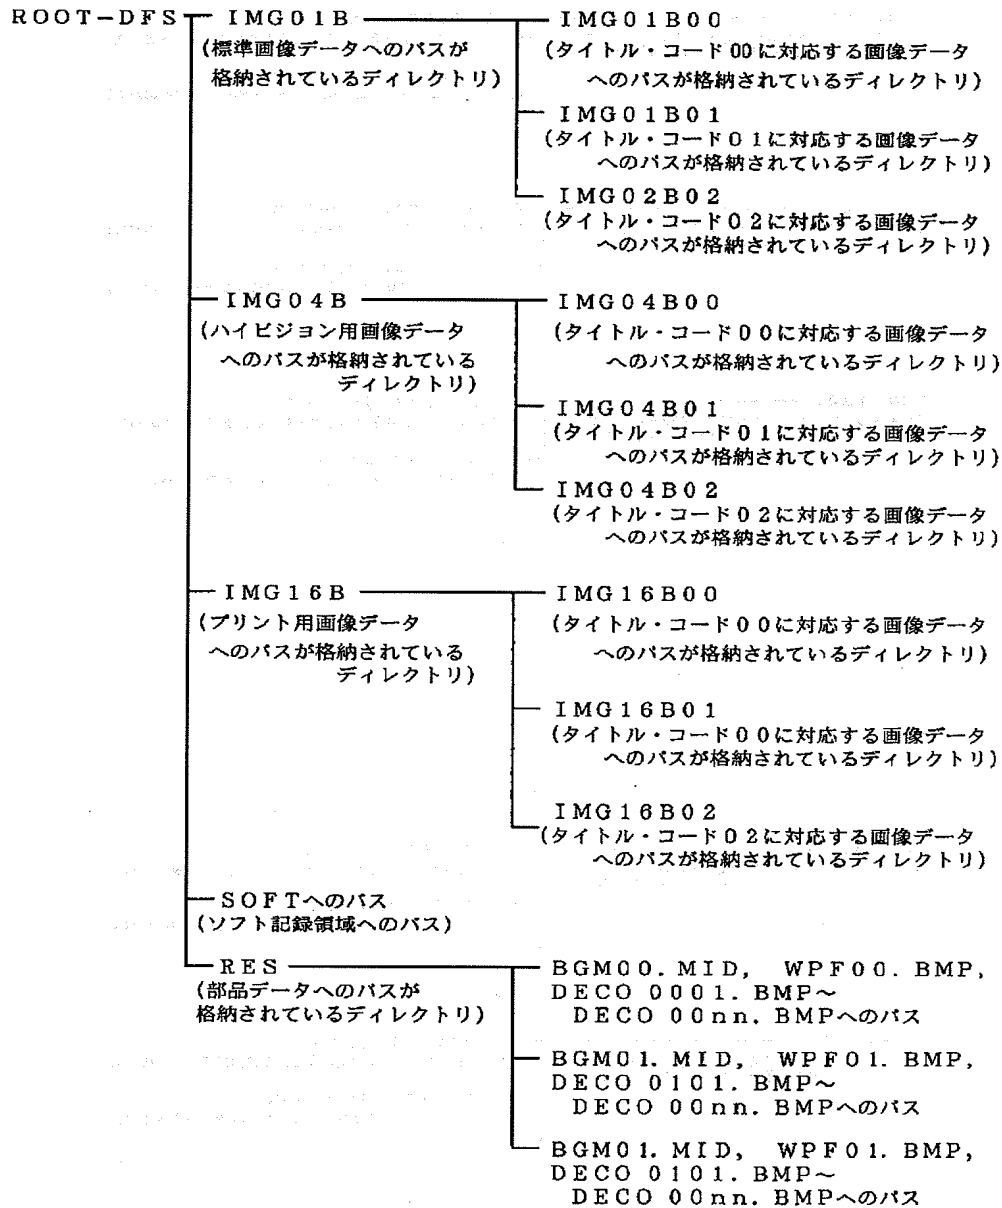 ROOT-DFS
IMG01B
(標準画像データへのパスが
格納されているディレクトリ)
IMG01B00
(タイトル・コード00に対応する画像データ
へのパスが格納されているディレクトリ)
IMG01B01
(タイトル・コード01に対応する画像データ
へのパスが格納されているディレクトリ)
IMG02B02
(タイトル・コード02に対応する画像データ
へのパスが格納されているディレクトリ)
IMG04B
(ハイビジョン用画像データ
へのパスが格納されている
ディレクトリ)
IMG04B00
(タイトル・コード00に対応する画像データ
へのパスが格納されているディレクトリ)
IMG04B01
(タイトル・コード01に対応する画像データ
へのパスが格納されているディレクトリ)
IMG04B02
(タイトル・コード02に対応する画像データ
へのパスが格納されているディレクトリ)
IMG16B
(プリント用画像データ
へのパスが格納されている
ディレクトリ)
IMG16B00
(タイトル・コード00に対応する画像データ
へのパスが格納されているディレクトリ)
IMG16B01
(タイトル・コード00に対応する画像データ
へのパスが格納されているディレクトリ)
IMG16B02
(タイトル・コード02に対応する画像データ
へのパスが格納されているディレクトリ)
SOFTへのパス
(ソフト記録領域へのパス)
RES
(部品データへのパスが
格納されているディレクトリ)
BGM00.MID, WPF00.BMP,
DECO 0001.BMP～
DECO 00nn.BMPへのパス
BGM01.MID, WPF01.BMP,
DECO 0101.BMP～
DECO 00nn.BMPへのパス
BGM01.MID, WPF01.BMP,
DECO 0101.BMP～
DECO 00nn.BMPへのパス